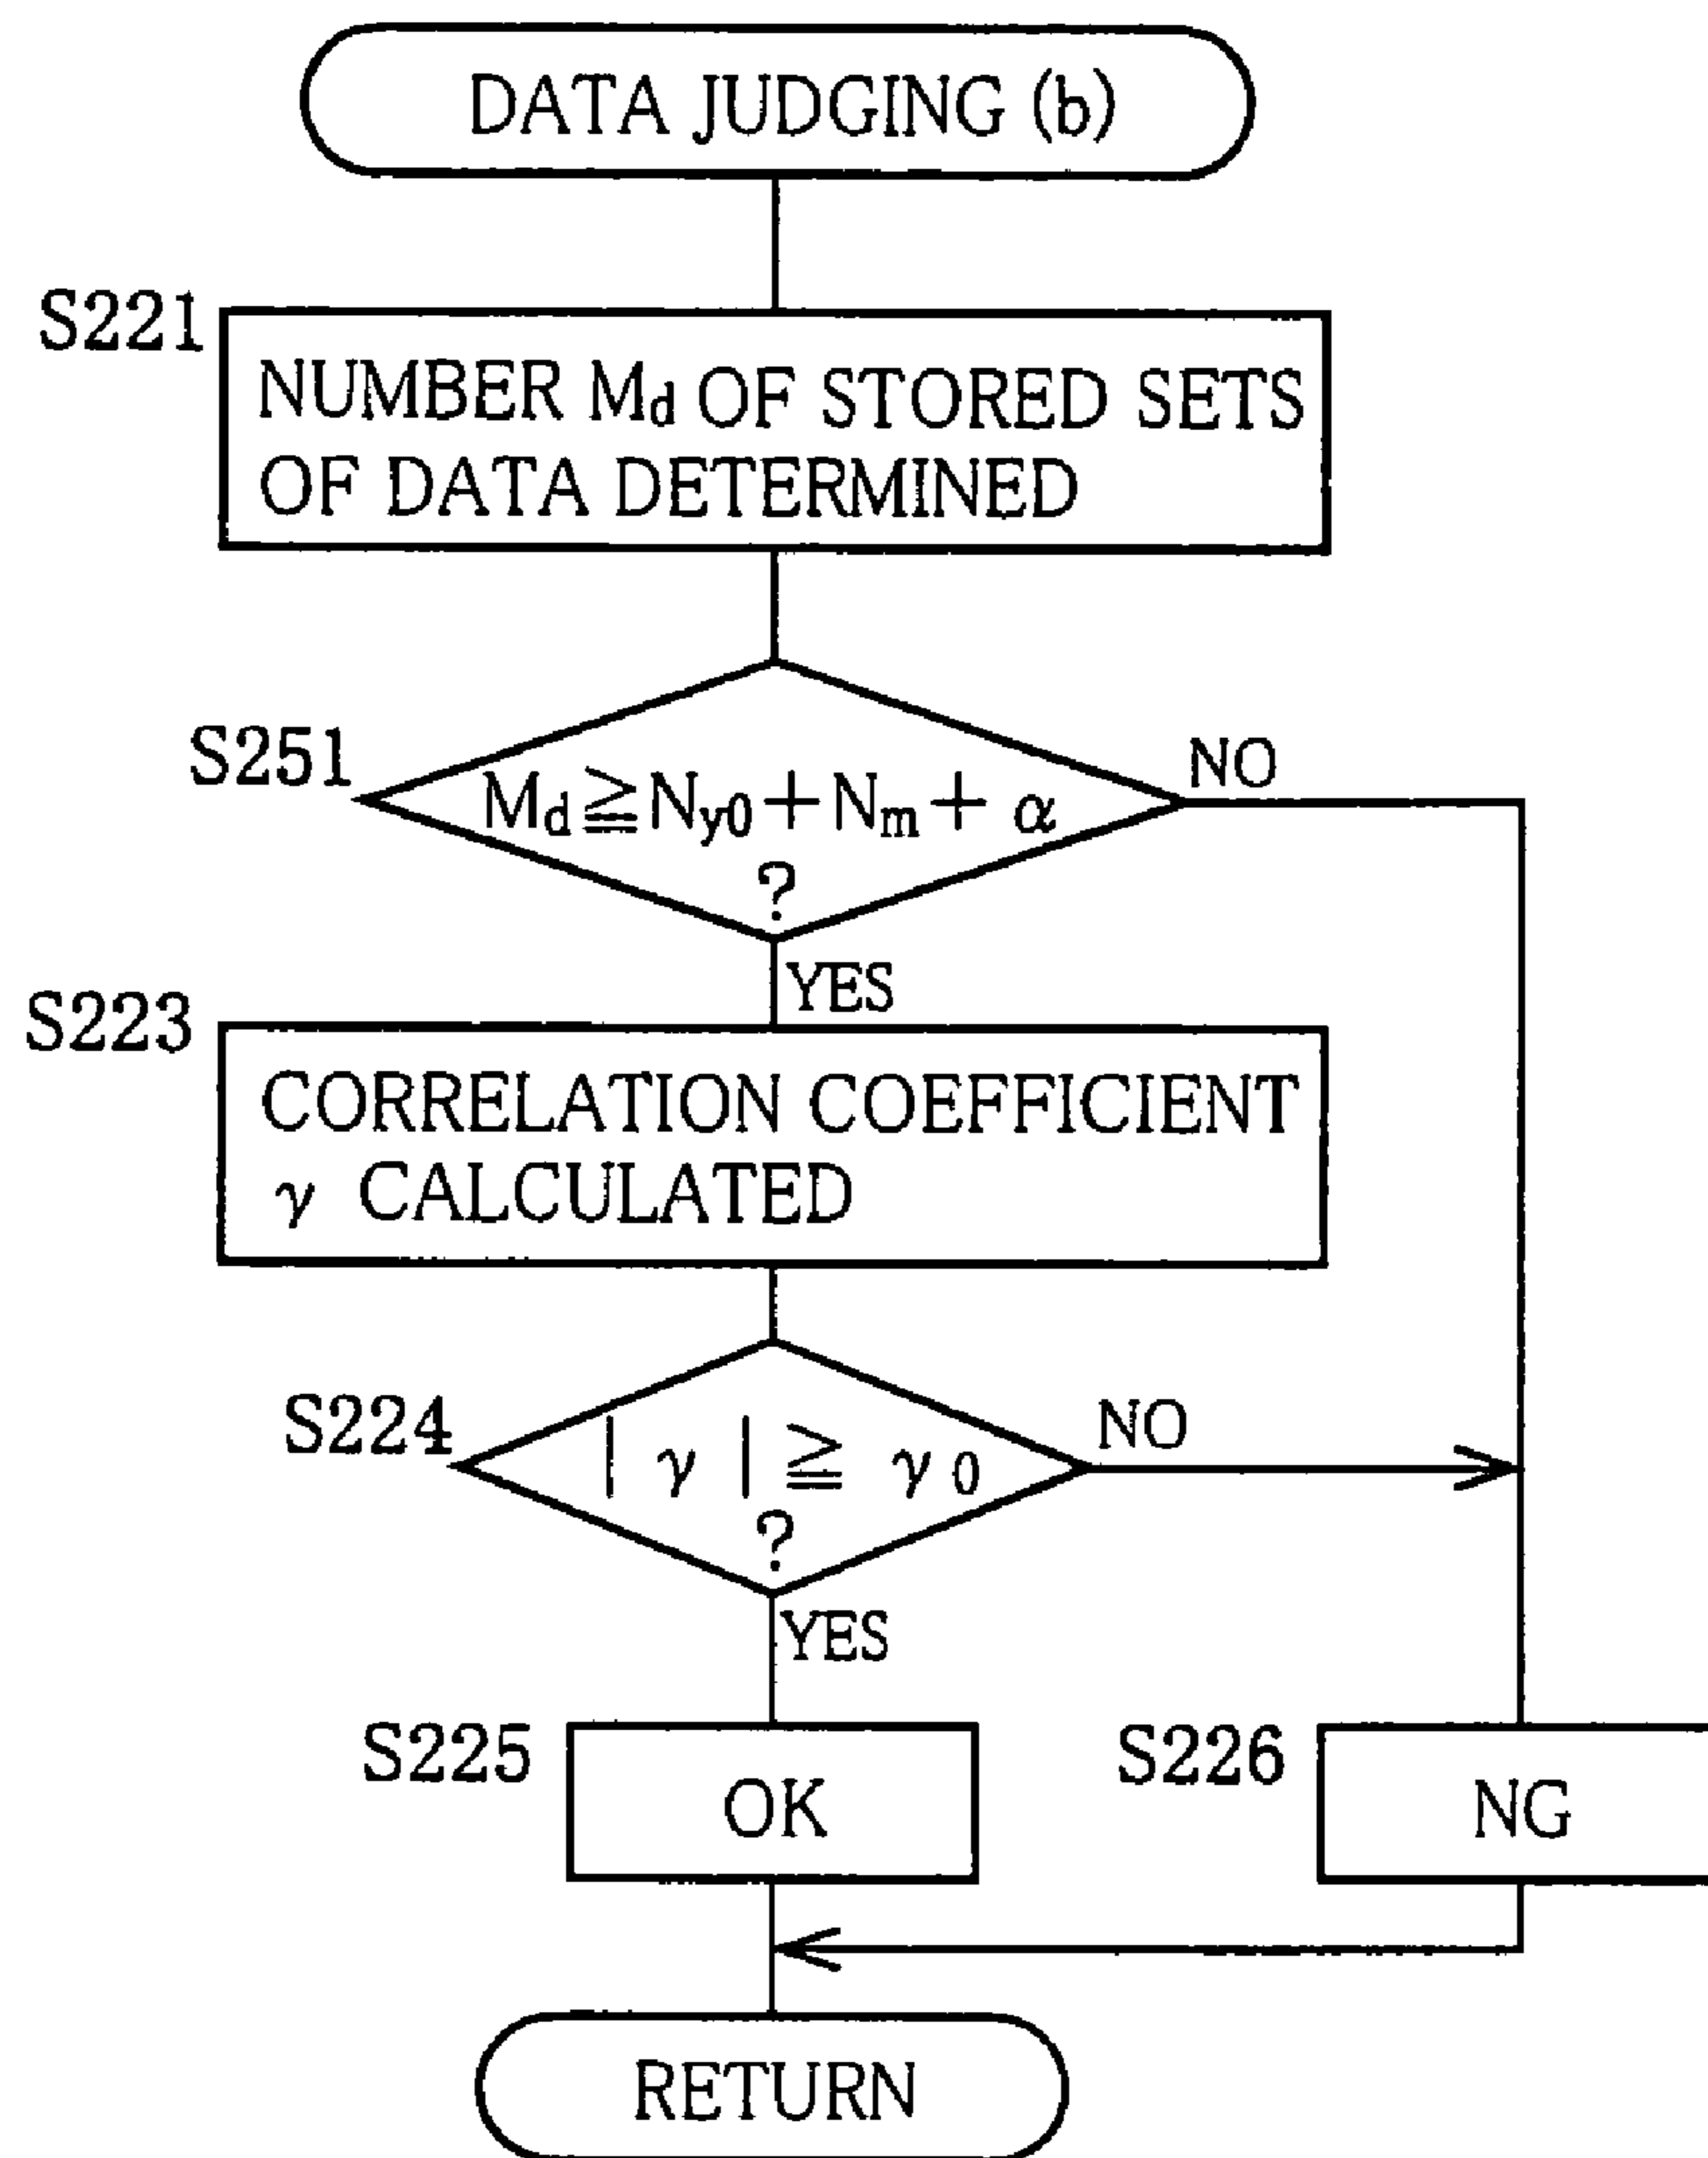 DATA JUDGING (b)
S221
NUMBER Md OF STORED SETS
OF DATA DETERMINED
S251
Md≧Ny0+Nm+ α
?
NO
YES
S223
CORRELATION COEFFICIENT
γ CALCULATED
S224
| γ |≧ γ0
?
NO
YES
S225
OK
S226
NG
RETURN